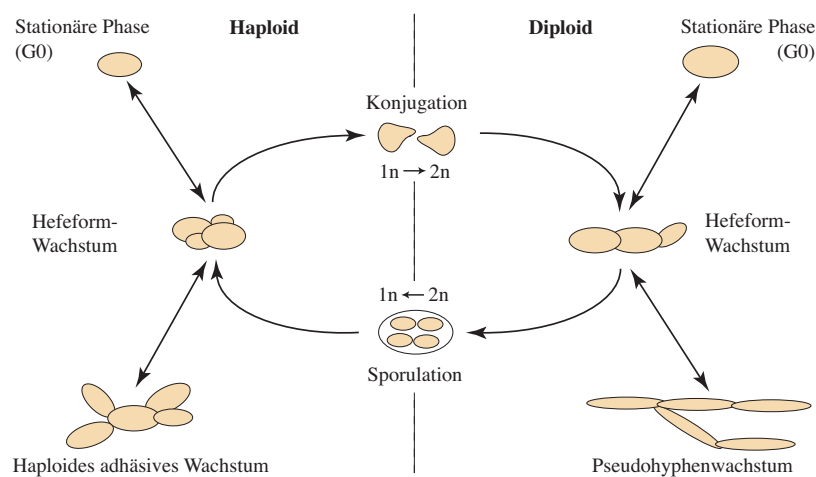 Stationäre Phase
(G0)
Haploid
Diploid
Stationäre Phase
(G0)
Konjugation
1n → 2n
Hefeform-
Wachstum
Hefeform-
Wachstum
1n ← 2n
Sporulation
Haploides adhäsives Wachstum
Pseudohyphenwachstum